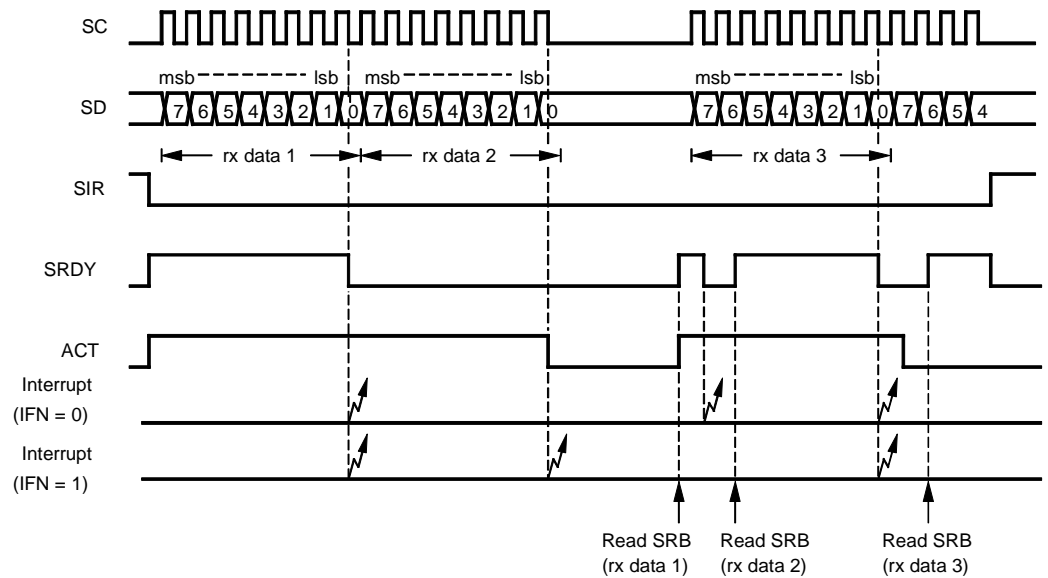 SC
msb lsb msb lsb msb lsb
SD 7 6 5 4 3 2 1 0 7 6 5 4 3 2 1 0 7 6 5 4 3 2 1 0 7 6 5 4
rx data 1 rx data 2 rx data 3
SIR
SRDY
ACT
Interrupt
(IFN = 0)
Interrupt
(IFN = 1)
Read SRB
(rx data 1)
Read SRB
(rx data 2)
Read SRB
(rx data 3)